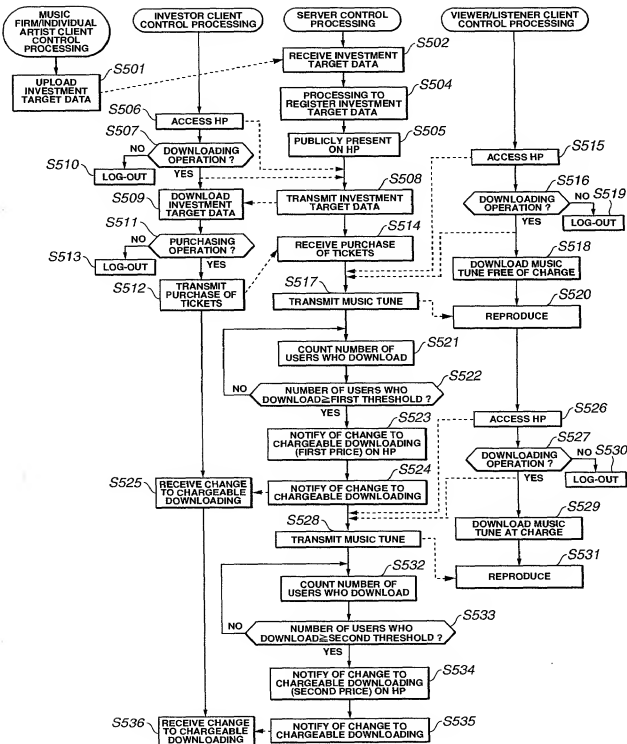 MUSIC
FIRM/INDIVIDUAL
ARTIST CLIENT
CONTROL
PROCESSING
S501
UPLOAD
INVESTMENT
TARGET DATA
INVESTOR CLIENT
CONTROL PROCESSING
S506
ACCESS HP
S507
DOWNLOADING
OPERATION ?
NO
YES
S510
LOG-OUT
S509
DOWNLOAD
INVESTMENT
TARGET DATA
S511
PURCHASING
OPERATION ?
NO
YES
S513
LOG-OUT
S512
TRANSMIT
PURCHASE OF
TICKETS
S525
RECEIVE CHANGE
TO CHARGEABLE
DOWNLOADING
S536
RECEIVE CHANGE
TO CHARGEABLE
DOWNLOADING
SERVER CONTROL
PROCESSING
S502
RECEIVE INVESTMENT
TARGET DATA
S504
PROCESSING TO
REGISTER INVESTMENT
TARGET DATA
S505
PUBLICLY PRESENT
ON HP
S508
TRANSMIT INVESTMENT
TARGET DATA
S514
RECEIVE PURCHASE
OF TICKETS
S517
TRANSMIT MUSIC TUNE
S521
COUNT NUMBER OF
USERS WHO DOWNLOAD
S522
NUMBER OF USERS WHO
DOWNLOAD≧FIRST THRESHOLD ?
NO
YES
S523
NOTIFY OF CHANGE TO
CHARGEABLE DOWNLOADING
(FIRST PRICE) ON HP
S524
NOTIFY OF CHANGE TO
CHARGEABLE DOWNLOADING
S528
TRANSMIT MUSIC TUNE
S532
COUNT NUMBER OF
USERS WHO DOWNLOAD
S533
NUMBER OF USERS WHO
DOWNLOAD≧SECOND THRESHOLD ?
NO
YES
S534
NOTIFY OF CHANGE TO
CHARGEABLE DOWNLOADING
(SECOND PRICE) ON HP
S535
NOTIFY OF CHANGE TO
CHARGEABLE DOWNLOADING
VIEWER/LISTENER CLIENT
CONTROL PROCESSING
S515
ACCESS HP
S516
DOWNLOADING
OPERATION ?
NO
S519
LOG-OUT
YES
S518
DOWNLOAD MUSIC
TUNE FREE OF CHARGE
S520
REPRODUCE
S526
ACCESS HP
S527
DOWNLOADING
OPERATION ?
NO
S530
LOG-OUT
YES
S529
DOWNLOAD MUSIC
TUNE AT CHARGE
S531
REPRODUCE